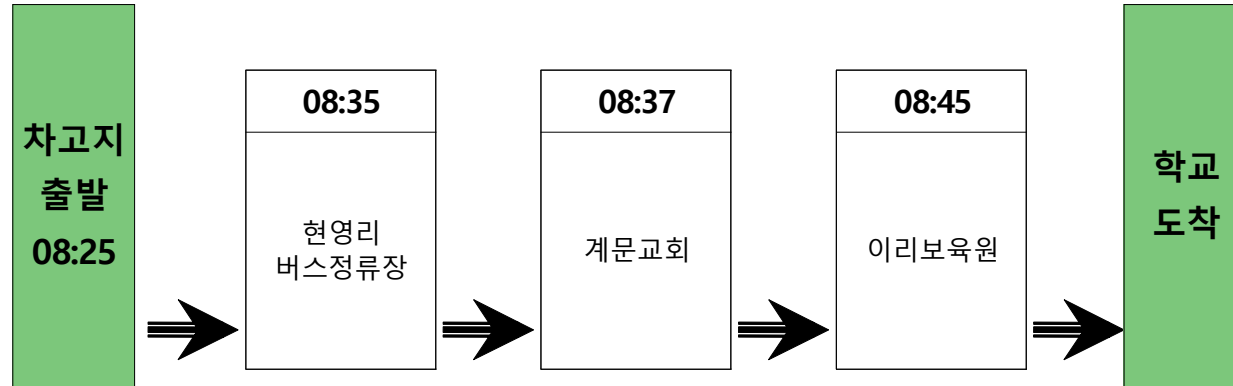 차고지
출발
08:25
08:35
현영리
버스정류장
08:37
계문교회
08:45
이리보육원
학교
도착